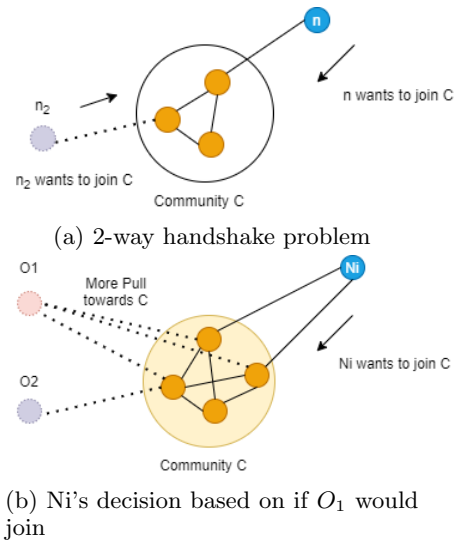 n
n₂
n wants to join C
n₂ wants to join C
Community C
(a) 2-way handshake problem
O1
Ni
More Pull
towards C
Ni wants to join C
O2
Community C
(b) Ni's decision based on if O₁ would
join